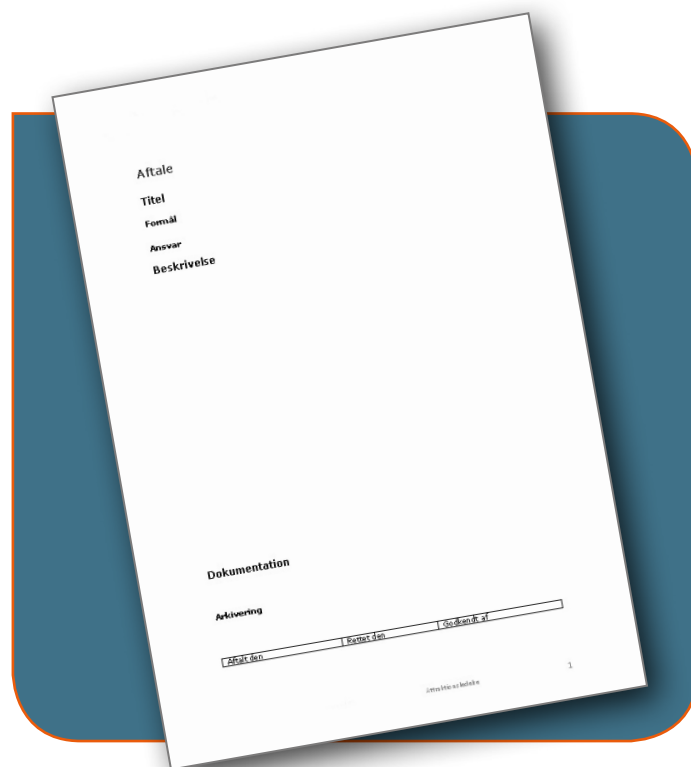 Aftale
Titel
Formål
Ansvar
Beskrivelse
Dokumentation
Arkivering
Aftalt den Rettet den Godkendt af
1